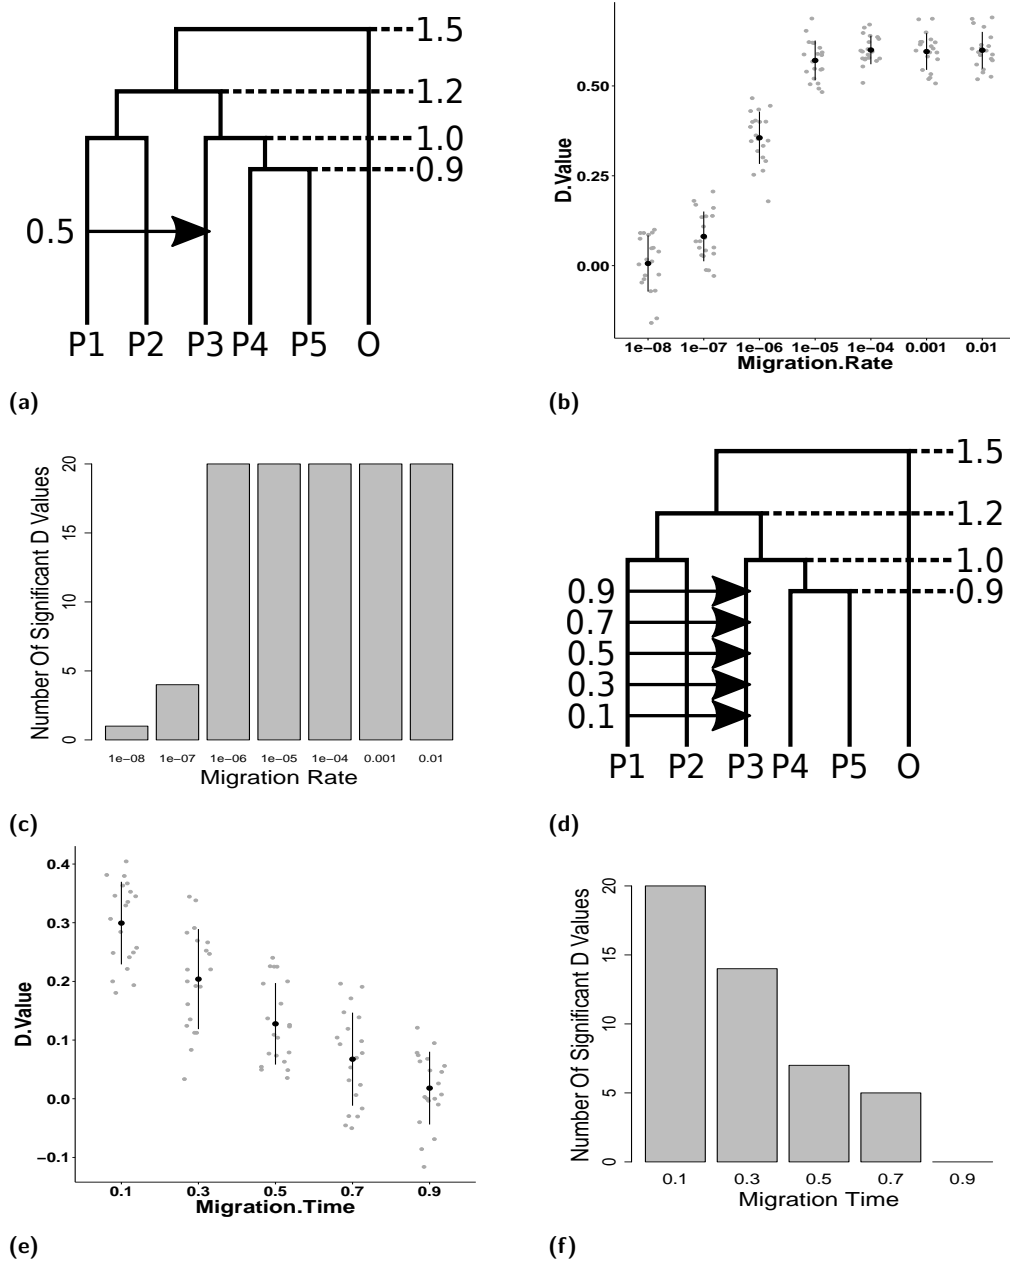 1.5
1.2
1.0
0.9
0.5
P1 P2 P3 P4 P5 O
(a)
D.Value
0.50
0.25
0.00
1e−08 1e−07 1e−06 1e−05 1e−04 0.001 0.01
Migration.Rate
(b)
Number Of Significant D Values
20
15
10
5
0
1e−08 1e−07 1e−06 1e−05 1e−04 0.001 0.01
Migration Rate
(c)
1.5
1.2
1.0
0.9 0.9
0.7
0.5
0.3
0.1
P1 P2 P3 P4 P5 O
(d)
D.Value
0.4
0.3
0.2
0.1
0.0
−0.1
0.1 0.3 0.5 0.7 0.9
Migration.Time
(e)
Number Of Significant D Values
20
15
10
5
0
0.1 0.3 0.5 0.7 0.9
Migration Time
(f)